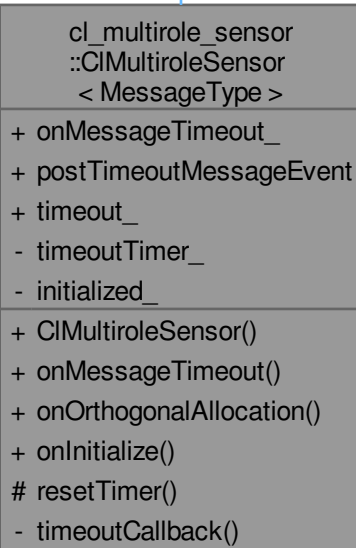 cl_multirole_sensor
::ClMultiroleSensor
< MessageType >
+ onMessageTimeout_
+ postTimeoutMessageEvent
+ timeout_
- timeoutTimer_
- initialized_
+ ClMultiroleSensor()
+ onMessageTimeout()
+ onOrthogonalAllocation()
+ onInitialize()
# resetTimer()
- timeoutCallback()